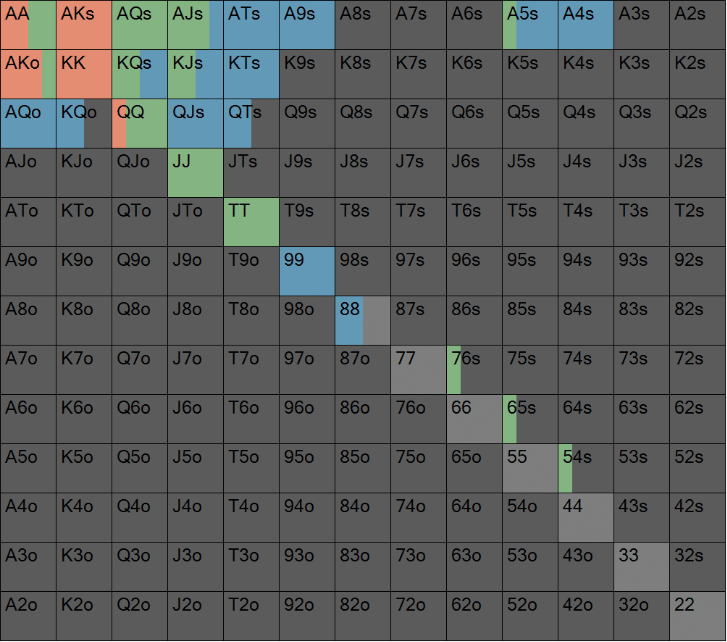 AA AKs AQs AJs ATs A9s A8s A7s A6s A5s A4s A3s A2s
AKo KK KQs KJs KTs K9s K8s K7s K6s K5s K4s K3s K2s
AQo KQo QQ QJs QTs Q9s Q8s Q7s Q6s Q5s Q4s Q3s Q2s
AJo KJo QJo JJ JTs J9s J8s J7s J6s J5s J4s J3s J2s
ATo KTo QTo JTo TT T9s T8s T7s T6s T5s T4s T3s T2s
A9o K9o Q9o J9o T9o 99 98s 97s 96s 95s 94s 93s 92s
A8o K8o Q8o J8o T8o 98o 88 87s 86s 85s 84s 83s 82s
A7o K7o Q7o J7o T7o 97o 87o 77 76s 75s 74s 73s 72s
A6o K6o Q6o J6o T6o 96o 86o 76o 66 65s 64s 63s 62s
A5o K5o Q5o J5o T5o 95o 85o 75o 65o 55 54s 53s 52s
A4o K4o Q4o J4o T4o 94o 84o 74o 64o 54o 44 43s 42s
A3o K3o Q3o J3o T3o 93o 83o 73o 63o 53o 43o 33 32s
A2o K2o Q2o J2o T2o 92o 82o 72o 62o 52o 42o 32o 22